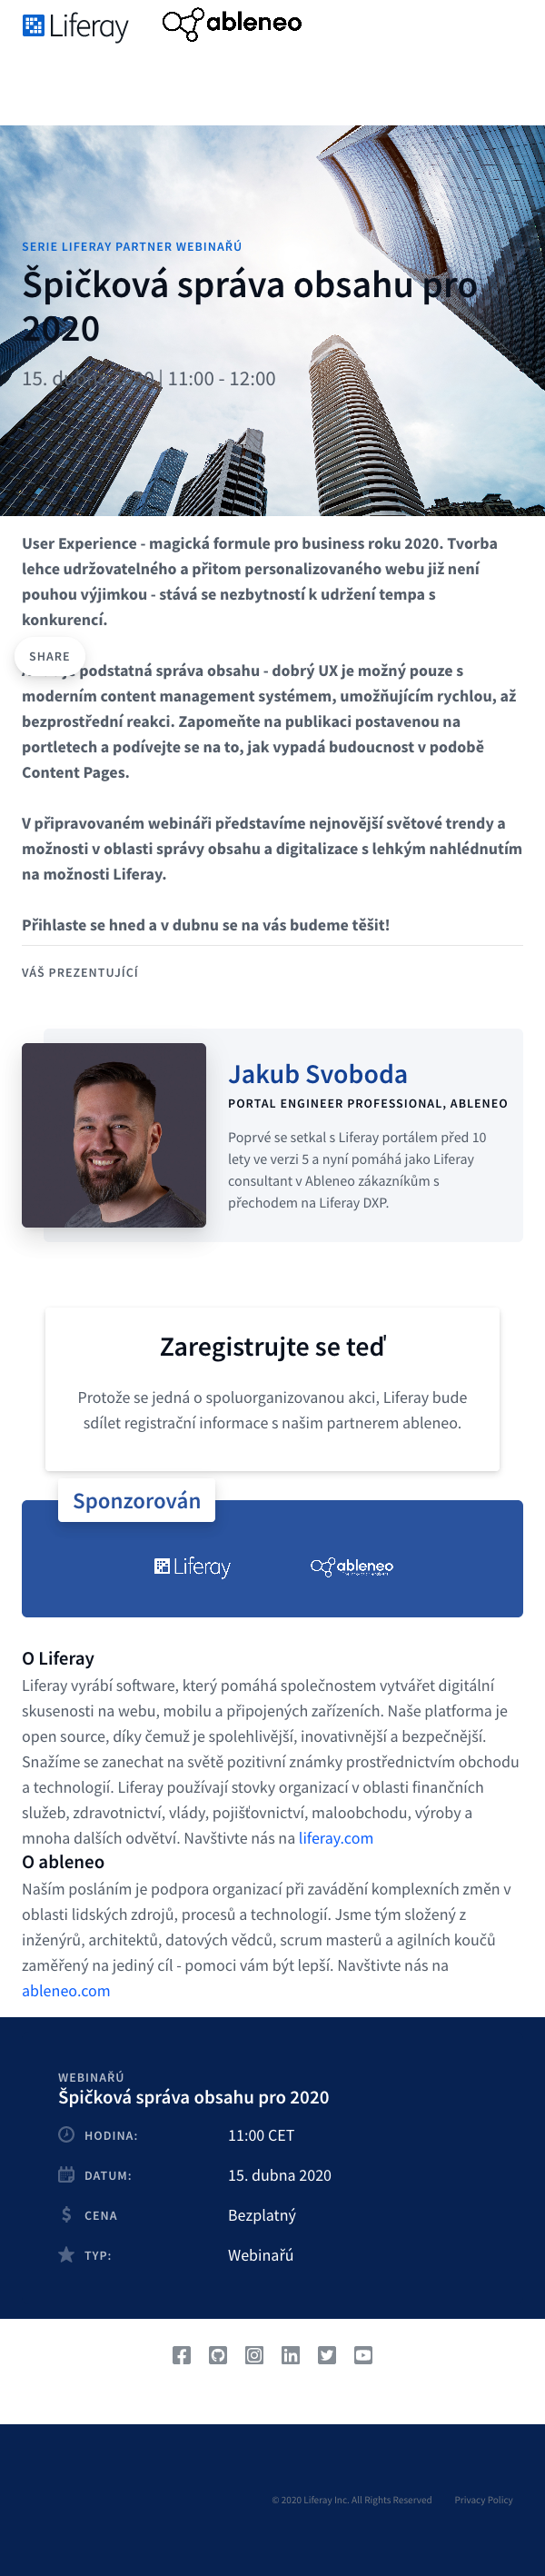 Liferay ableneo
SERIE LIFERAY PARTNER WEBINAŘÚ
Špičková správa obsahu pro
2020
15. | 11:00 - 12:00
User Experience - magická formule pro business roku 2020. Tvorba
lehce udržovatelného a přitom personalizovaného webu již není
pouhou výjimkou - stává se nezbytností k udržení tempa s
konkurencí.
SHARE
podstatná správa obsahu - dobrý UX je možný pouze s
moderním content management systémem, umožňujícím rychlou, až
bezprostřední reakci. Zapomeňte na publikaci postavenou na
portletech a podívejte se na to, jak vypadá budoucnost v podobě
Content Pages.
V připravovaném webináři představíme nejnovější světové trendy a
možnosti v oblasti správy obsahu a digitalizace s lehkým nahlédnutím
na možnosti Liferay.
Přihlaste se hned a v dubnu se na vás budeme těšit!
VÁŠ PREZENTUJÍCÍ
Jakub Svoboda
PORTAL ENGINEER PROFESSIONAL, ABLENEO
Poprvé se setkal s Liferay portálem před 10
lety ve verzi 5 a nyní pomáhá jako Liferay
consultant v Ableneo zákazníkům s
přechodem na Liferay DXP.
Zaregistrujte se teď
Protože se jedná o spoluorganizovanou akci, Liferay bude
sdílet registrační informace s našim partnerem ableneo.
Sponzorován
Liferay ableneo
O Liferay
Liferay vyrábí software, který pomáhá společnostem vytvářet digitální
skusenosti na webu, mobilu a připojených zařízeních. Naše platforma je
open source, díky čemuž je spolehlivější, inovativnější a bezpečnější.
Snažíme se zanechat na světě pozitivní známky prostřednictvím obchodu
a technologií. Liferay používají stovky organizací v oblasti finančních
služeb, zdravotnictví, vlády, pojišťovnictví, maloobchodu, výroby a
mnoha dalších odvětví. Navštivte nás na liferay.com
O ableneo
Naším posláním je podpora organizací při zavádění komplexních změn v
oblasti lidských zdrojů, procesů a technologií. Jsme tým složený z
inženýrů, architektů, datových vědců, scrum masterů a agilních koučů
zaměřený na jediný cíl - pomoci vám být lepší. Navštivte nás na
ableneo.com
WEBINAŘÚ
Špičková správa obsahu pro 2020
HODINA: 11:00 CET
DATUM: 15. dubna 2020
CENA Bezplatný
TYP: Webinařú
© 2020 Liferay Inc. All Rights Reserved Privacy Policy